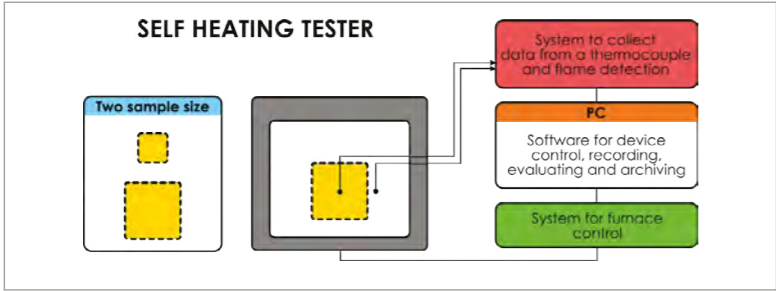 SELF HEATING TESTER
Two sample size
System to collect
data from a thermocouple
and flame detection
PC
Software for device
control, recording,
evaluating and archiving
System for furnace
control